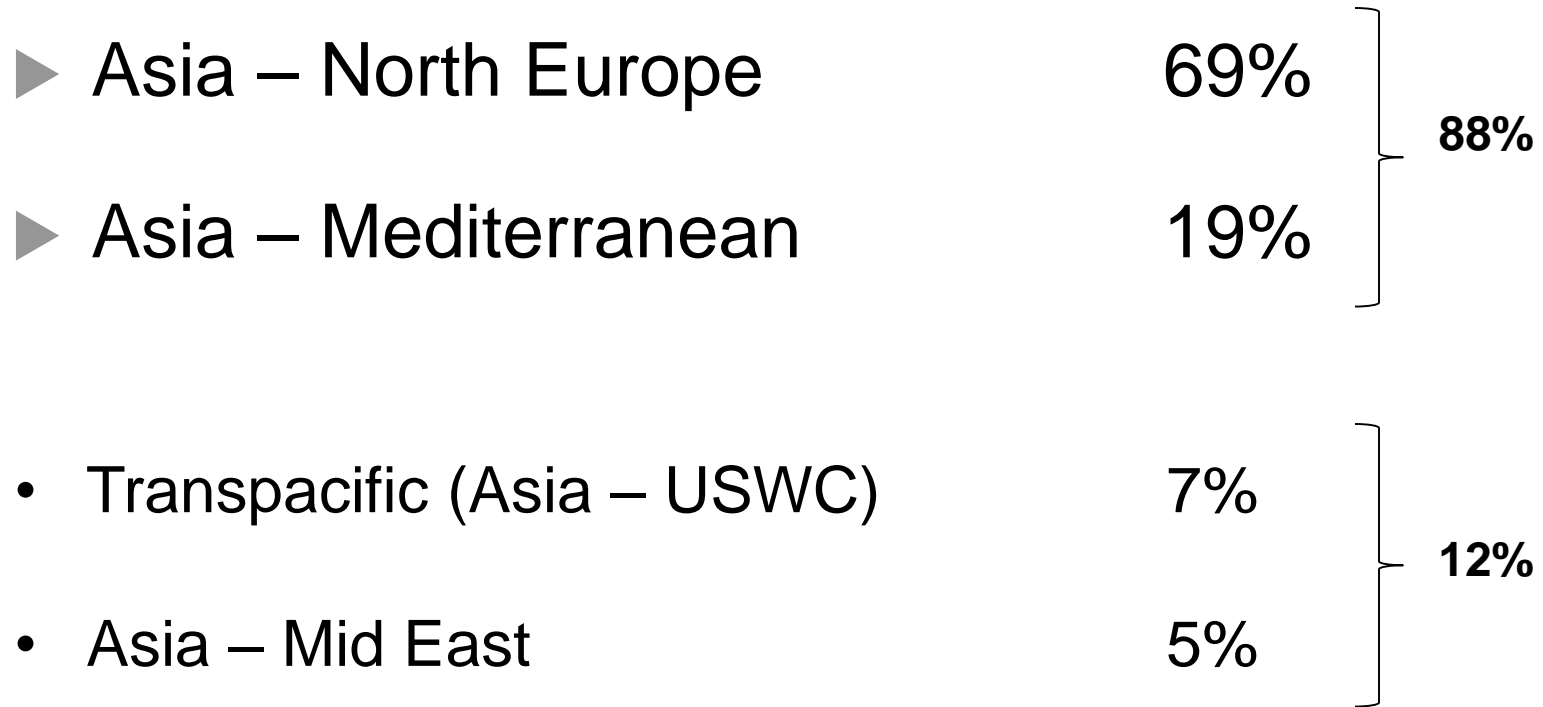 Asia – North Europe 69%
88%
Asia – Mediterranean 19%
• Transpacific (Asia – USWC) 7%
12%
• Asia – Mid East 5%